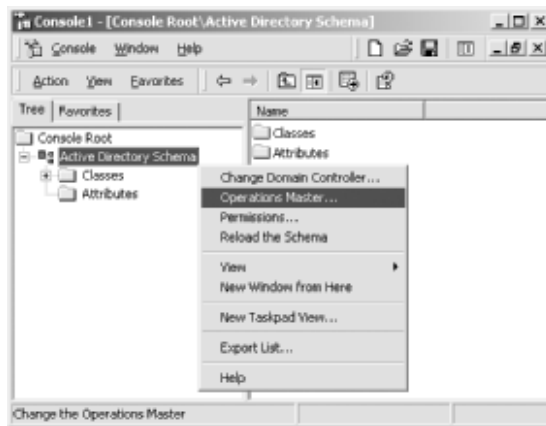 Console1 - [Console Root\Active Directory Schema]
Console Window Help
Action View Favorites
Tree Favorites
Name
Console Root
Active Directory Schema
Classes
Attributes
Classes
Attributes
Change Domain Controller...
Operations Master...
Permissions...
Reload the Schema
View
New Window from Here
New Taskpad View...
Export List...
Help
Change the Operations Master